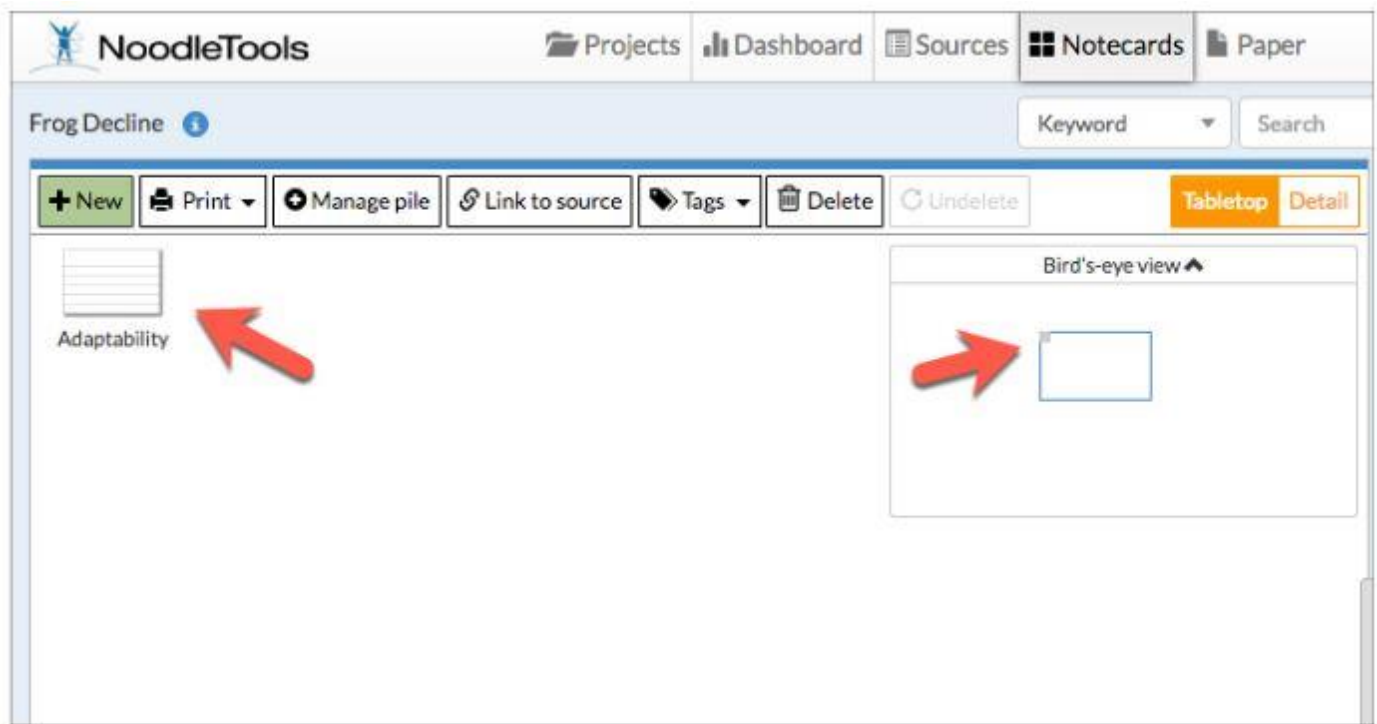 NoodleTools Projects Dashboard Sources Notecards Paper
Frog Decline Keyword Search
New Print Manage pile Link to source Tags Delete Undelete Tabletop Detail
Bird's-eye view
Adaptability